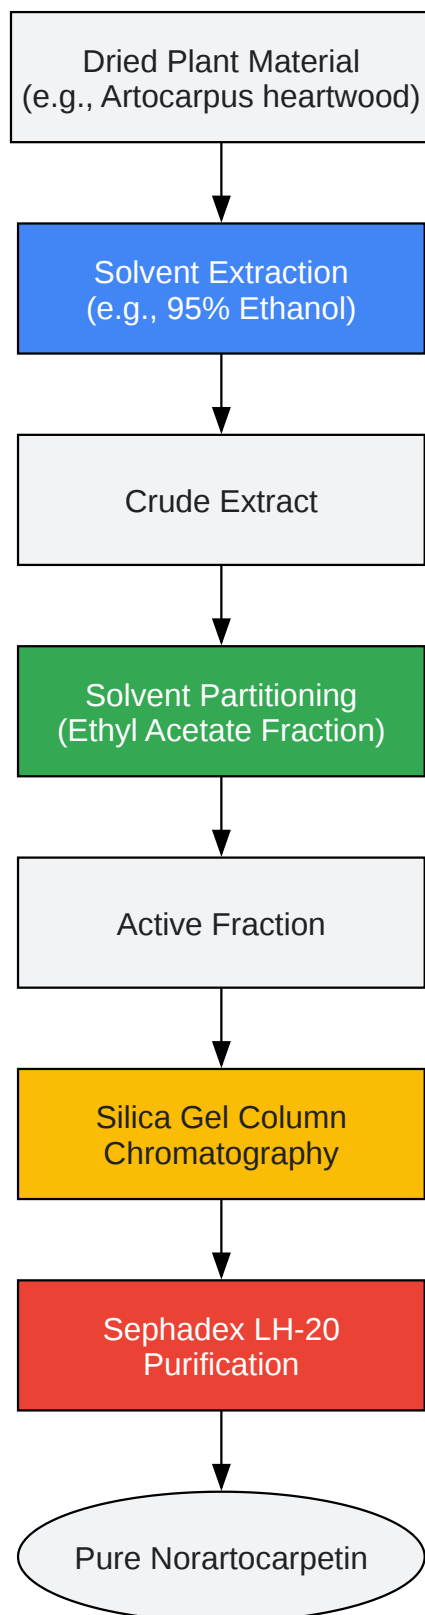 Dried Plant Material
(e.g., Artocarpus heartwood)
Solvent Extraction
(e.g., 95% Ethanol)
Crude Extract
Solvent Partitioning
(Ethyl Acetate Fraction)
Active Fraction
Silica Gel Column
Chromatography
Sephadex LH-20
Purification
Pure Norartocarpetin